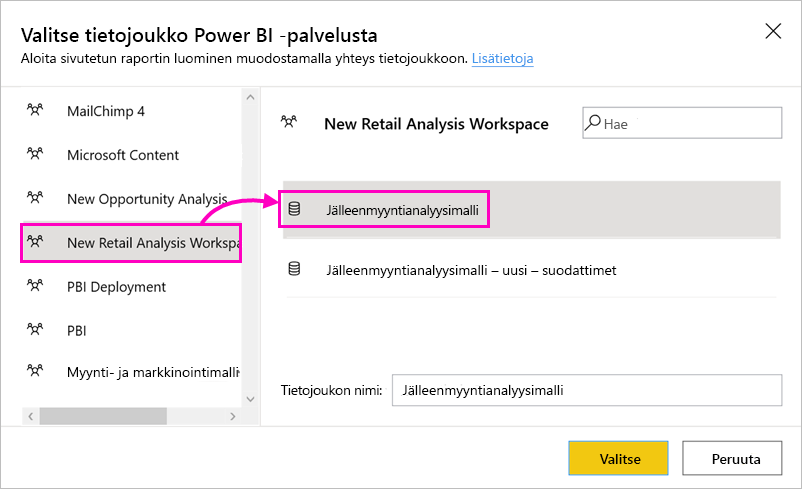 Valitse tietojoukko Power BI -palvelusta
Aloita sivutetun raportin luominen muodostamalla yhteys tietojoukkoon. Lisätietoja
MailChimp 4
Microsoft Content
New Opportunity Analysis
New Retail Analysis Workspa
PBI Deployment
PBI
Myynti- ja markkinointimalli
New Retail Analysis Workspace
Hae
Jälleenmyyntianalyysimalli
Jälleenmyyntianalyysimalli – uusi – suodattimet
Tietojoukon nimi: Jälleenmyyntianalyysimalli
Valitse Peruuta